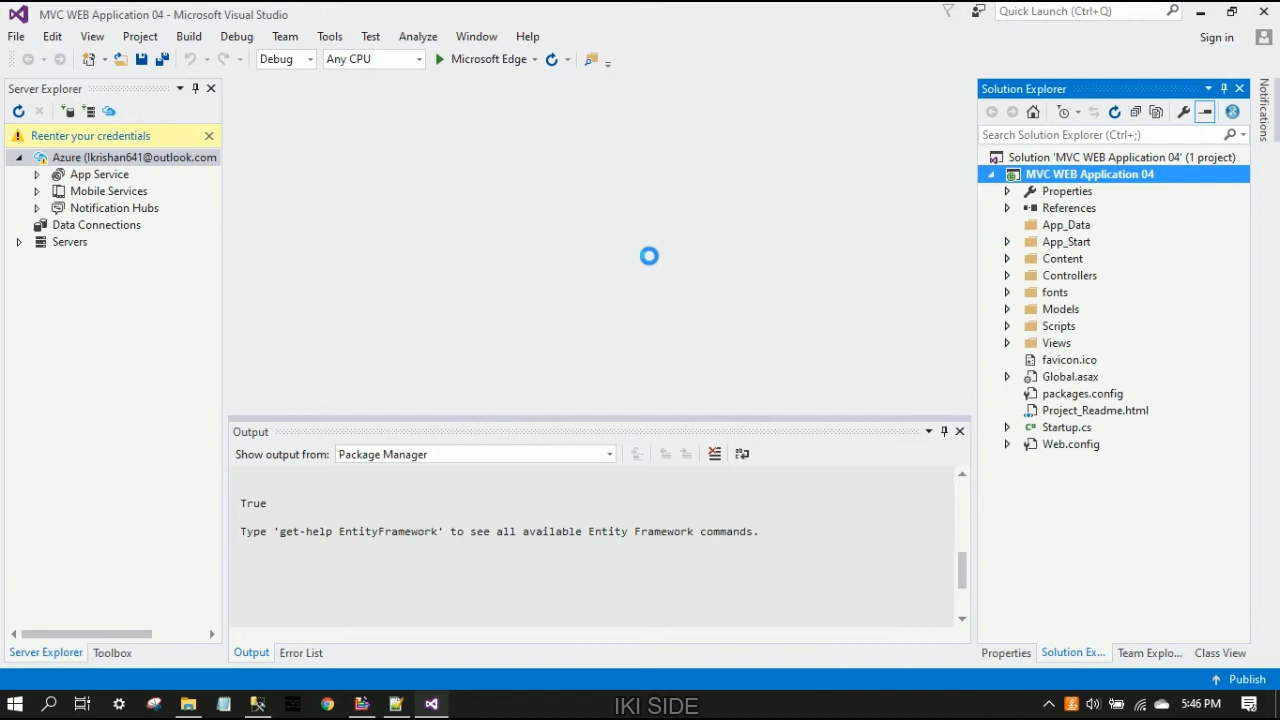 MVC WEB Application 04 - Microsoft Visual Studio
Quick Launch (Ctrl+Q)
File Edit View Project Build Debug Team Tools Test Analyze Window Help
Sign in
Debug Any CPU Microsoft Edge
Server Explorer
Reenter your credentials
Azure (lkrishan641@outlook.com
App Service
Mobile Services
Notification Hubs
Data Connections
Servers
Server Explorer Toolbox
Output
Show output from: Package Manager
True
Type 'get-help EntityFramework' to see all available Entity Framework commands.
Output Error List
Solution Explorer
Search Solution Explorer (Ctrl+;)
Solution 'MVC WEB Application 04' (1 project)
MVC WEB Application 04
Properties
References
App_Data
App_Start
Content
Controllers
fonts
Models
Scripts
Views
favicon.ico
Global.asax
packages.config
Project_Readme.html
C# Startup.cs
Web.config
Properties Solution Ex... Team Explo... Class View
Notifications
Publish
IKI SIDE
5:46 PM